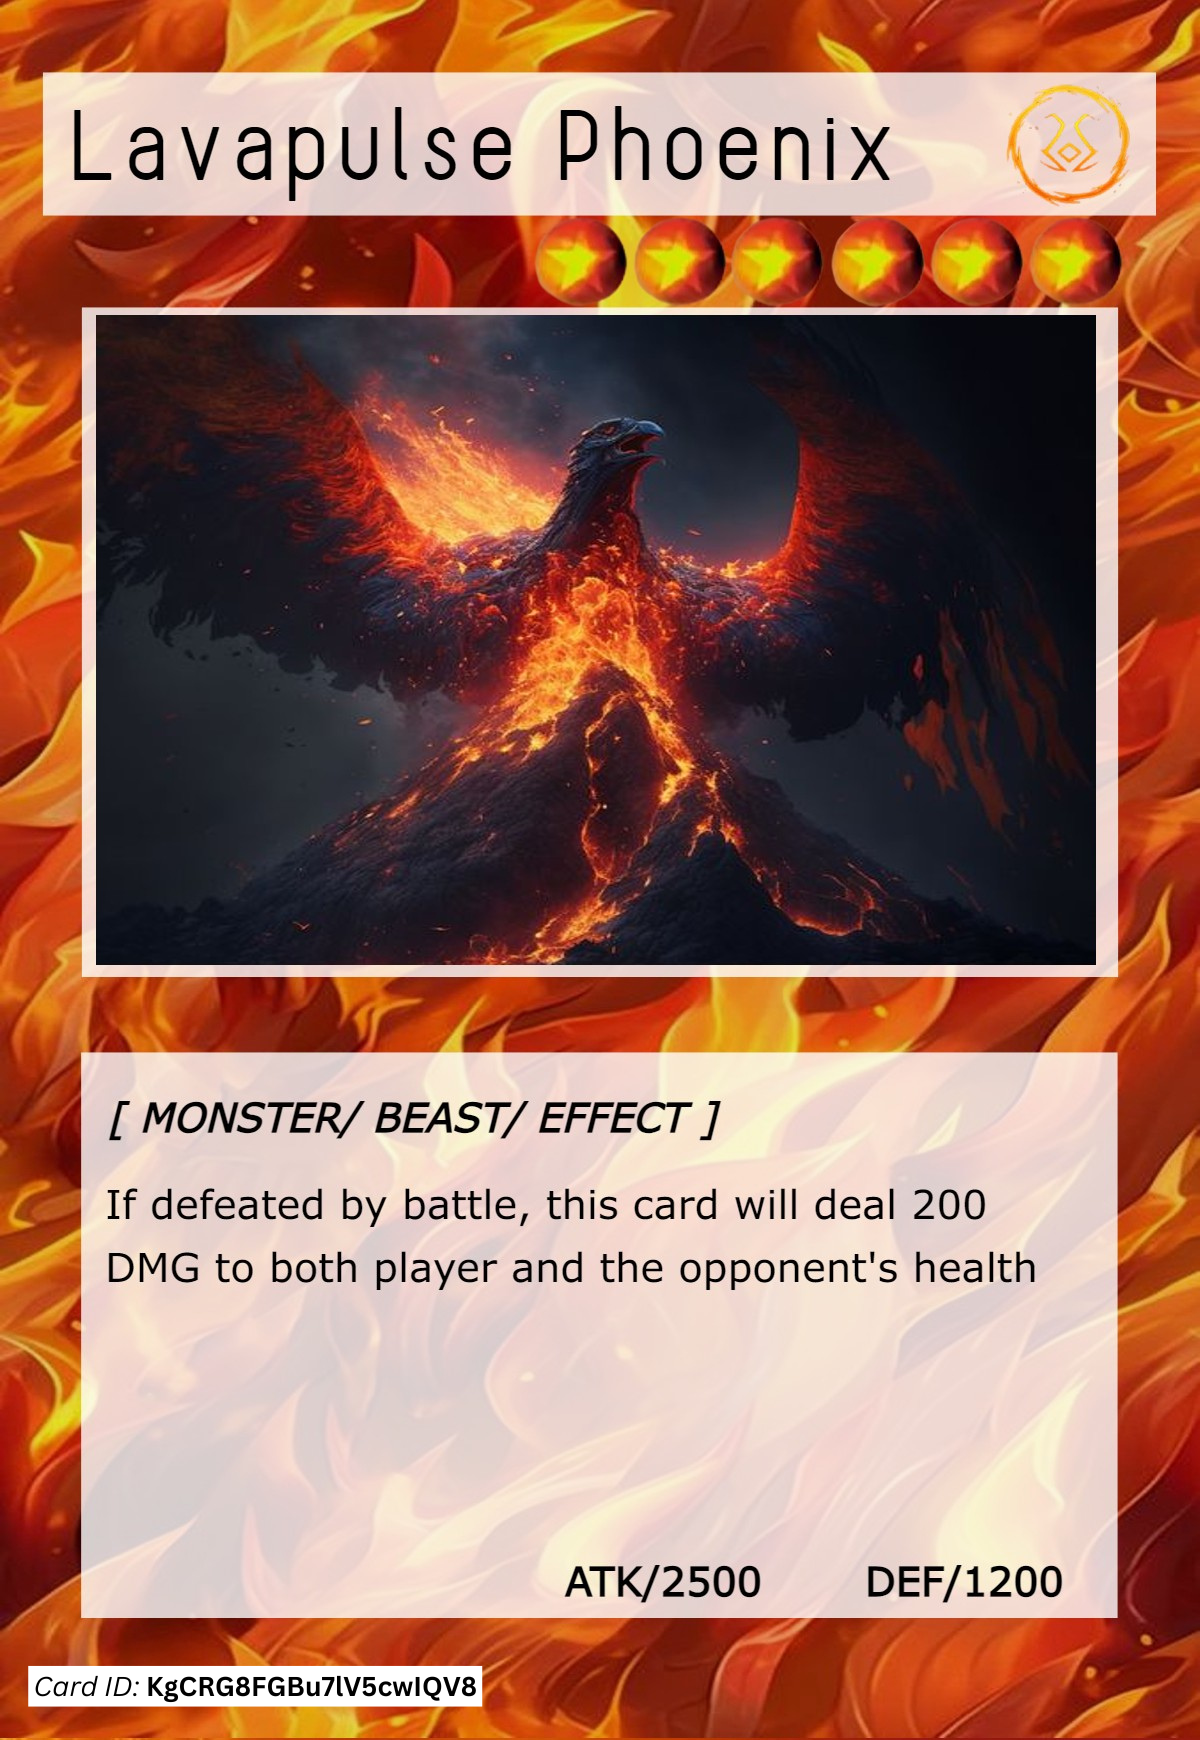 Lavapulse Phoenix
[ MONSTER/ BEAST/ EFFECT ]
If defeated by battle, this card will deal 200
DMG to both player and the opponent's health
ATK/2500 DEF/1200
Card ID: KgCRG8FGBu7lV5cwIQV8